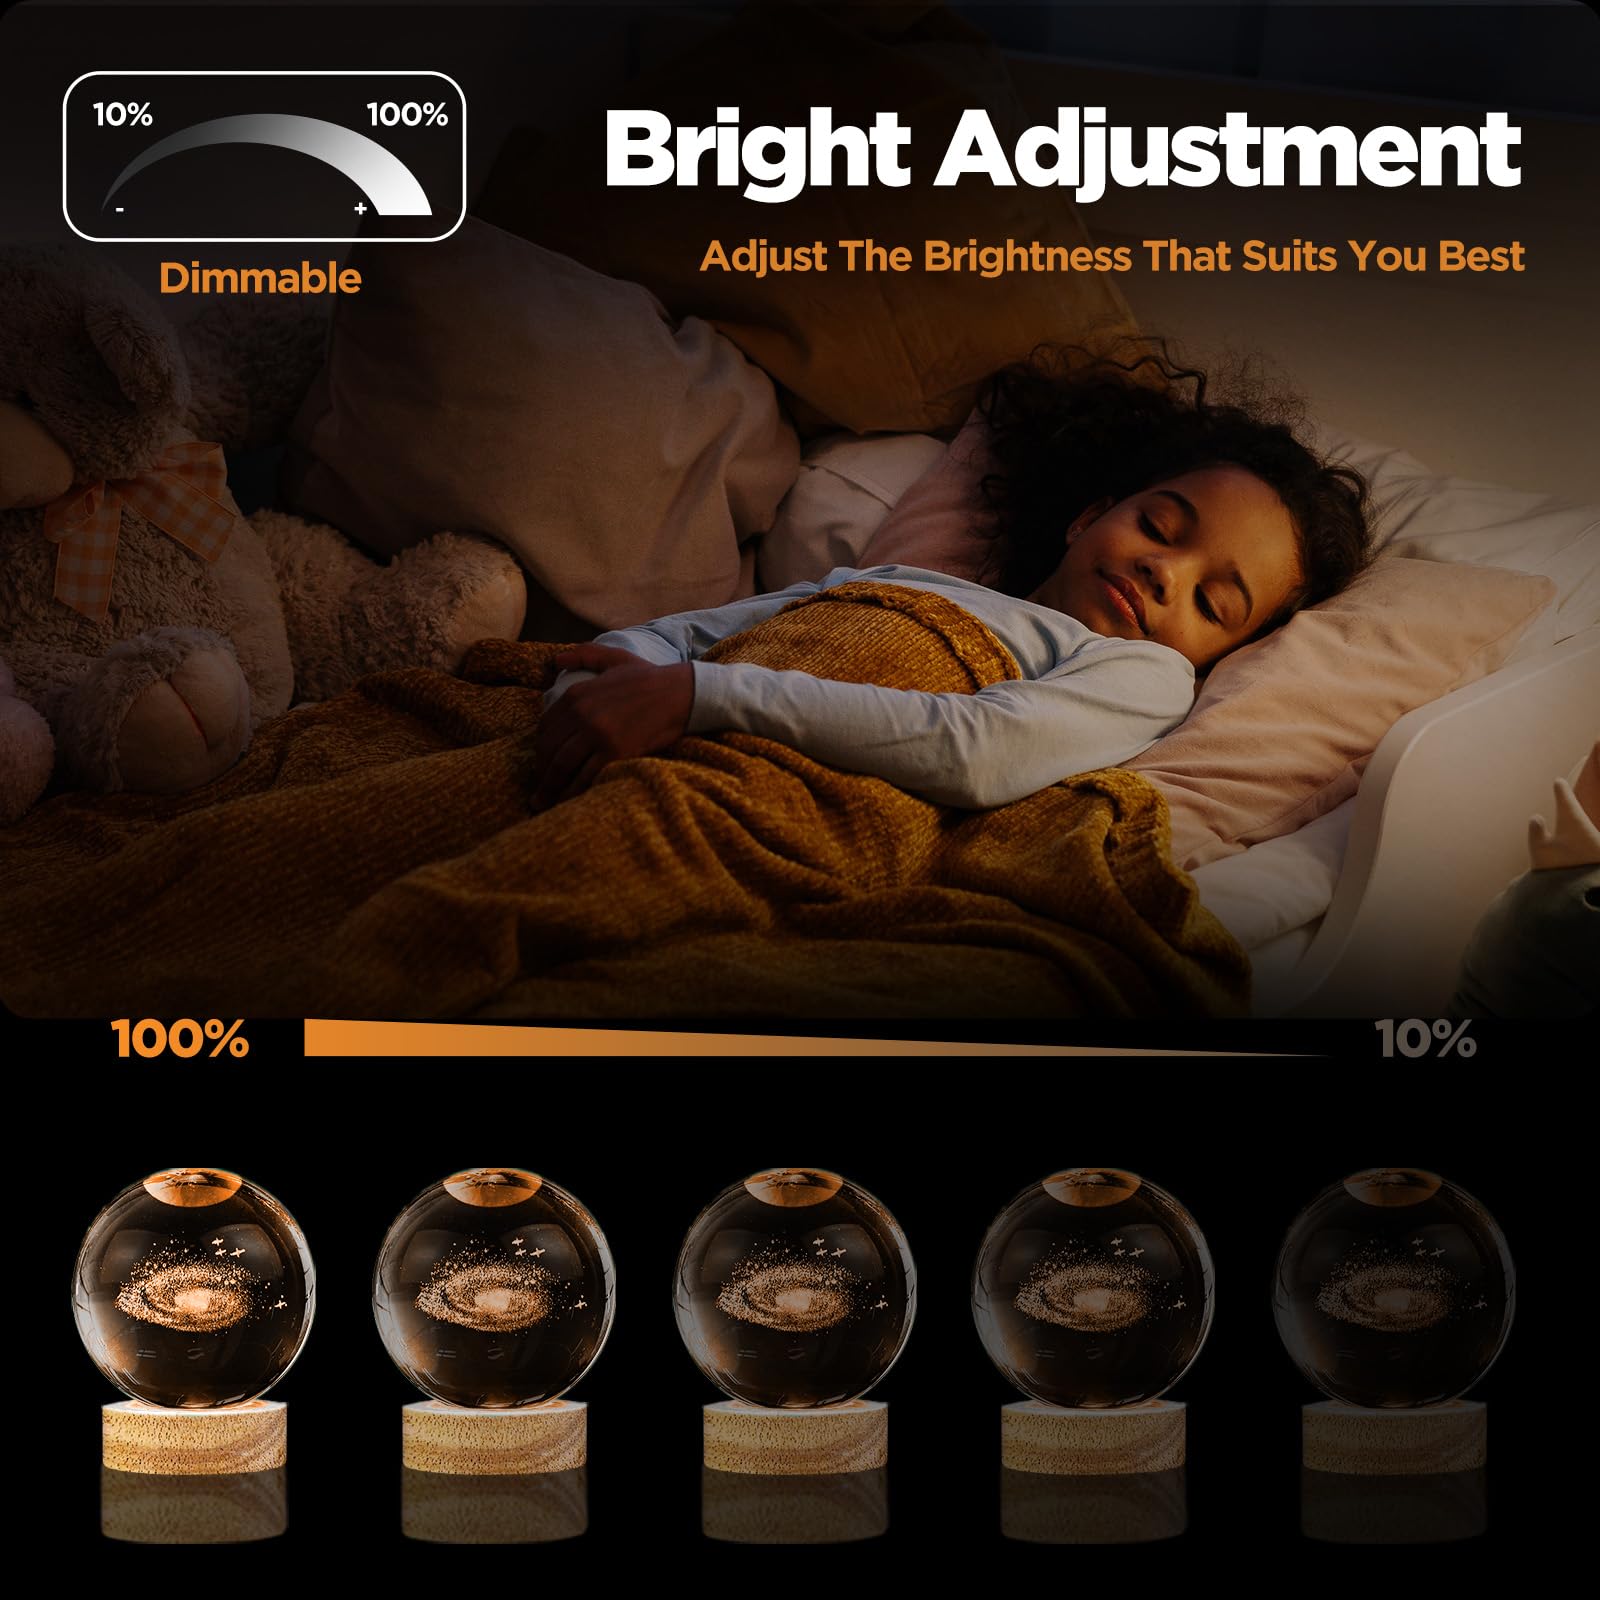 10% 100%
- +
Dimmable
Bright Adjustment
Adjust The Brightness That Suits You Best
100% 10%